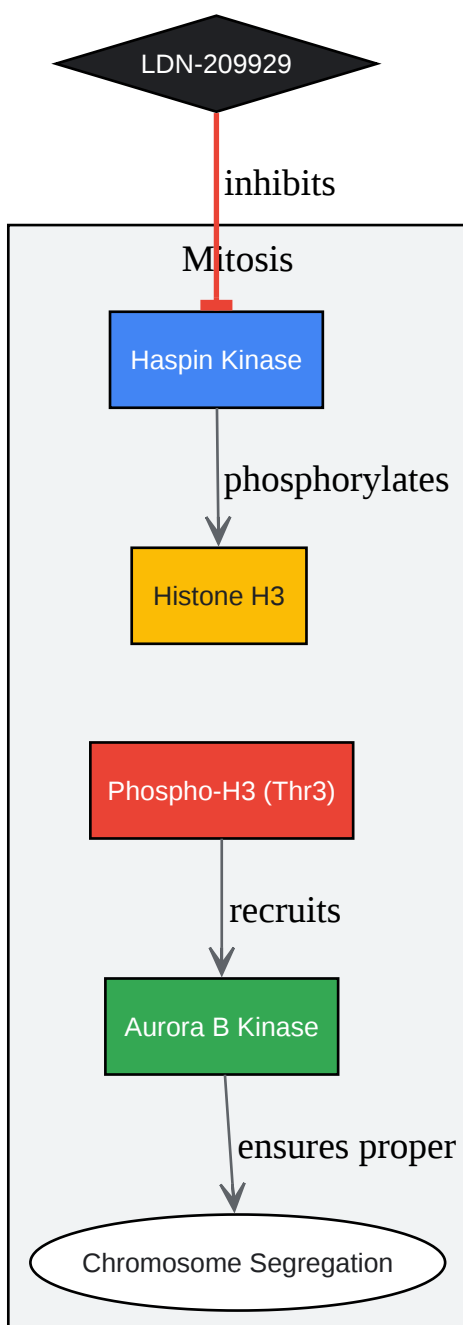 LDN-209929
inhibits
Mitosis
Haspin Kinase
phosphorylates
Histone H3
Phospho-H3 (Thr3)
recruits
Aurora B Kinase
ensures proper
Chromosome Segregation